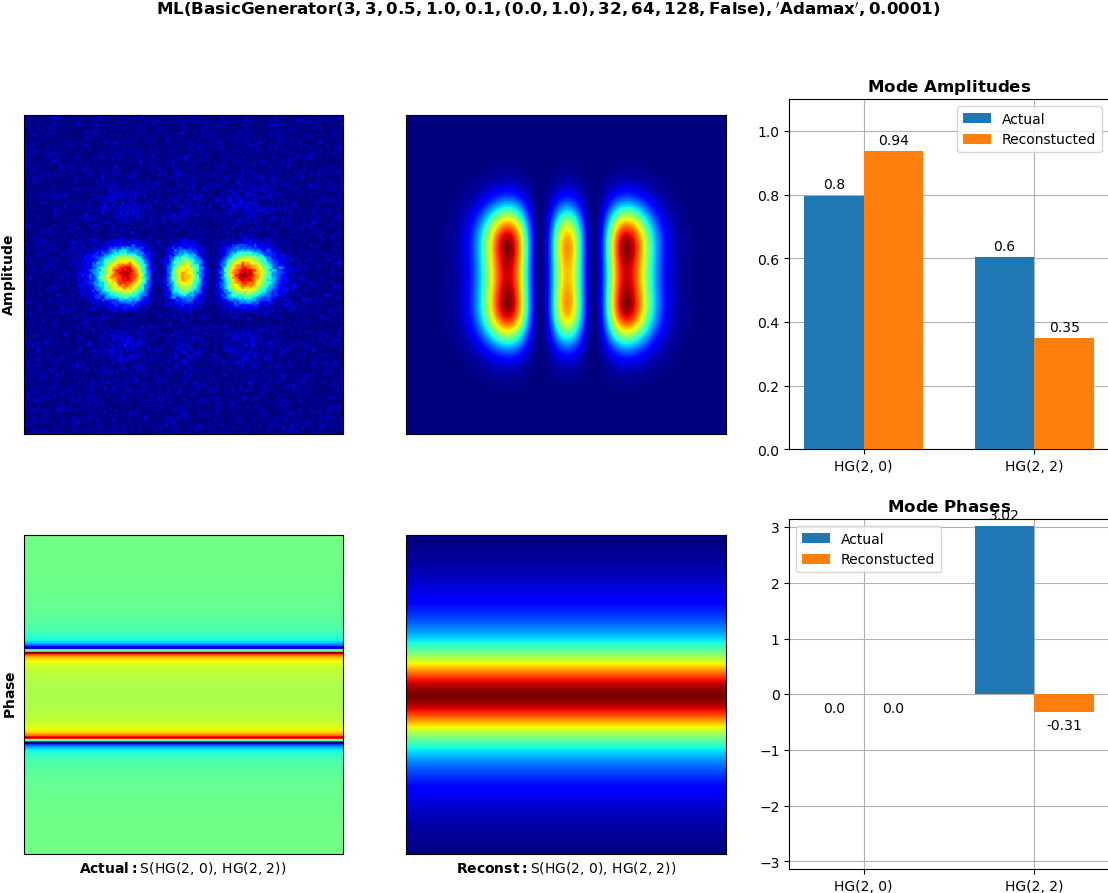 ML(BasicGenerator(3, 3, 0.5, 1.0, 0.1, (0.0, 1.0), 32, 64, 128, False), ′Adamax′, 0.0001)
Amplitude
Mode Amplitudes
Actual
Reconstucted
1.0
0.8
0.6
0.4
0.2
0.0
0.8
0.94
0.6
0.35
HG(2, 0)
HG(2, 2)
Phase
Actual: S(HG(2, 0), HG(2, 2))
Reconst: S(HG(2, 0), HG(2, 2))
Mode Phases
Actual
Reconstucted
3
2
1
0
−1
−2
−3
0.0
0.0
3.02
-0.31
HG(2, 0)
HG(2, 2)